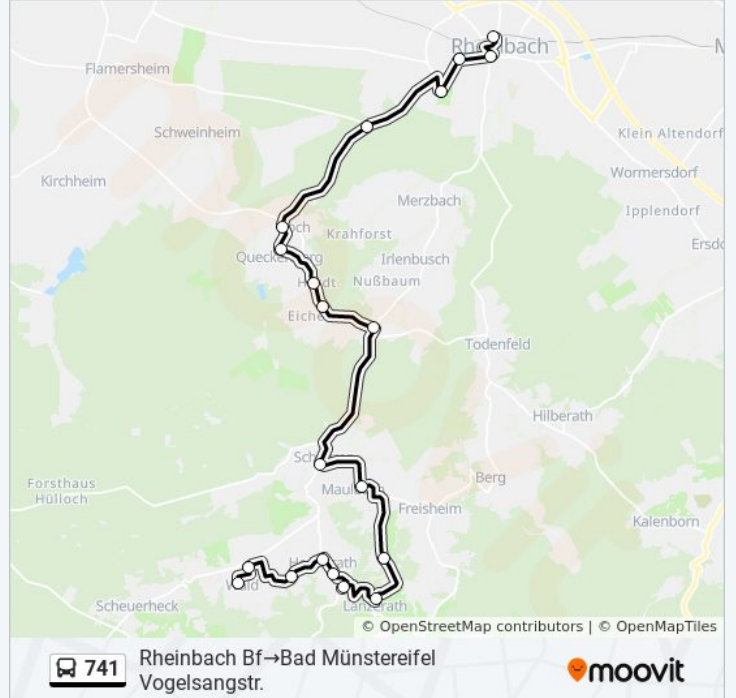 Rheinbach
Flamersheim
Schweinheim
Klein Altendorf
Wormersdorf
Kirchheim
Merzbach
Ipplendorf
Krahforst
Irlenbusch
Nußbaum
Todenfeld
Hilberath
Berg
Forsthaus
Hülloch
Freisheim
Kalenborn
Scheuerheck
Lanzerath
© OpenStreetMap contributors | © OpenMapTiles
741
Rheinbach Bf→Bad Münstereifel
Vogelsangstr.
moovit